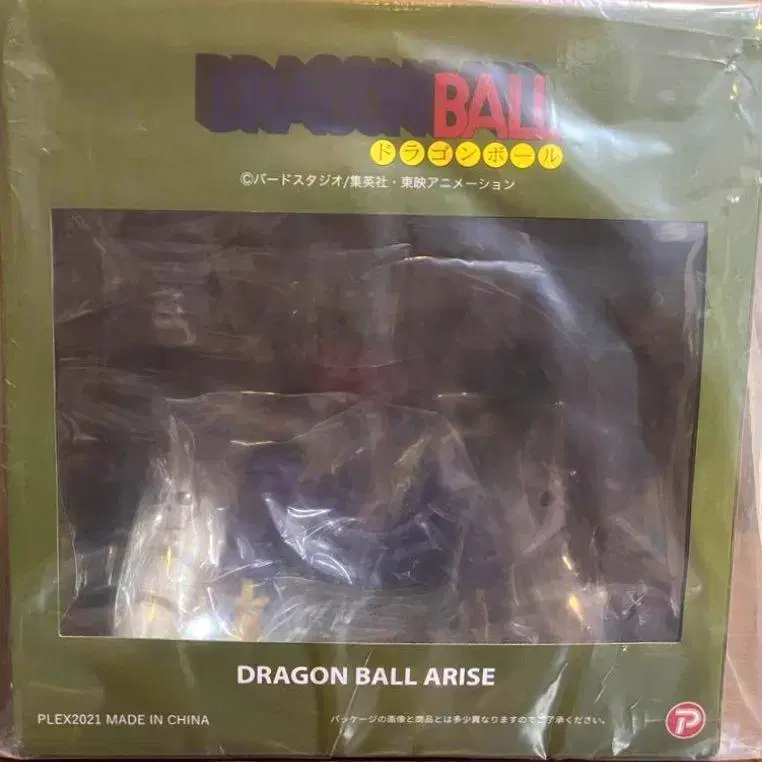 DRAGON BALL
ドラゴンボール
©バードスタジオ/集英社・東映アニメーション
DRAGON BALL ARISE
PLEX2021 MADE IN CHINA
パッケージの画像と商品とは多少異なりますのでご了承ください。
P